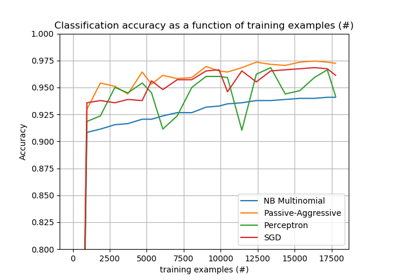 Classification accuracy as a function of training examples (#)
1.000
0.975
0.950
0.925
0.900
0.875
0.850
0.825
0.800
Accuracy
NB Multinomial
Passive-Aggressive
Perceptron
SGD
0 2500 5000 7500 10000 12500 15000 17500
training examples (#)